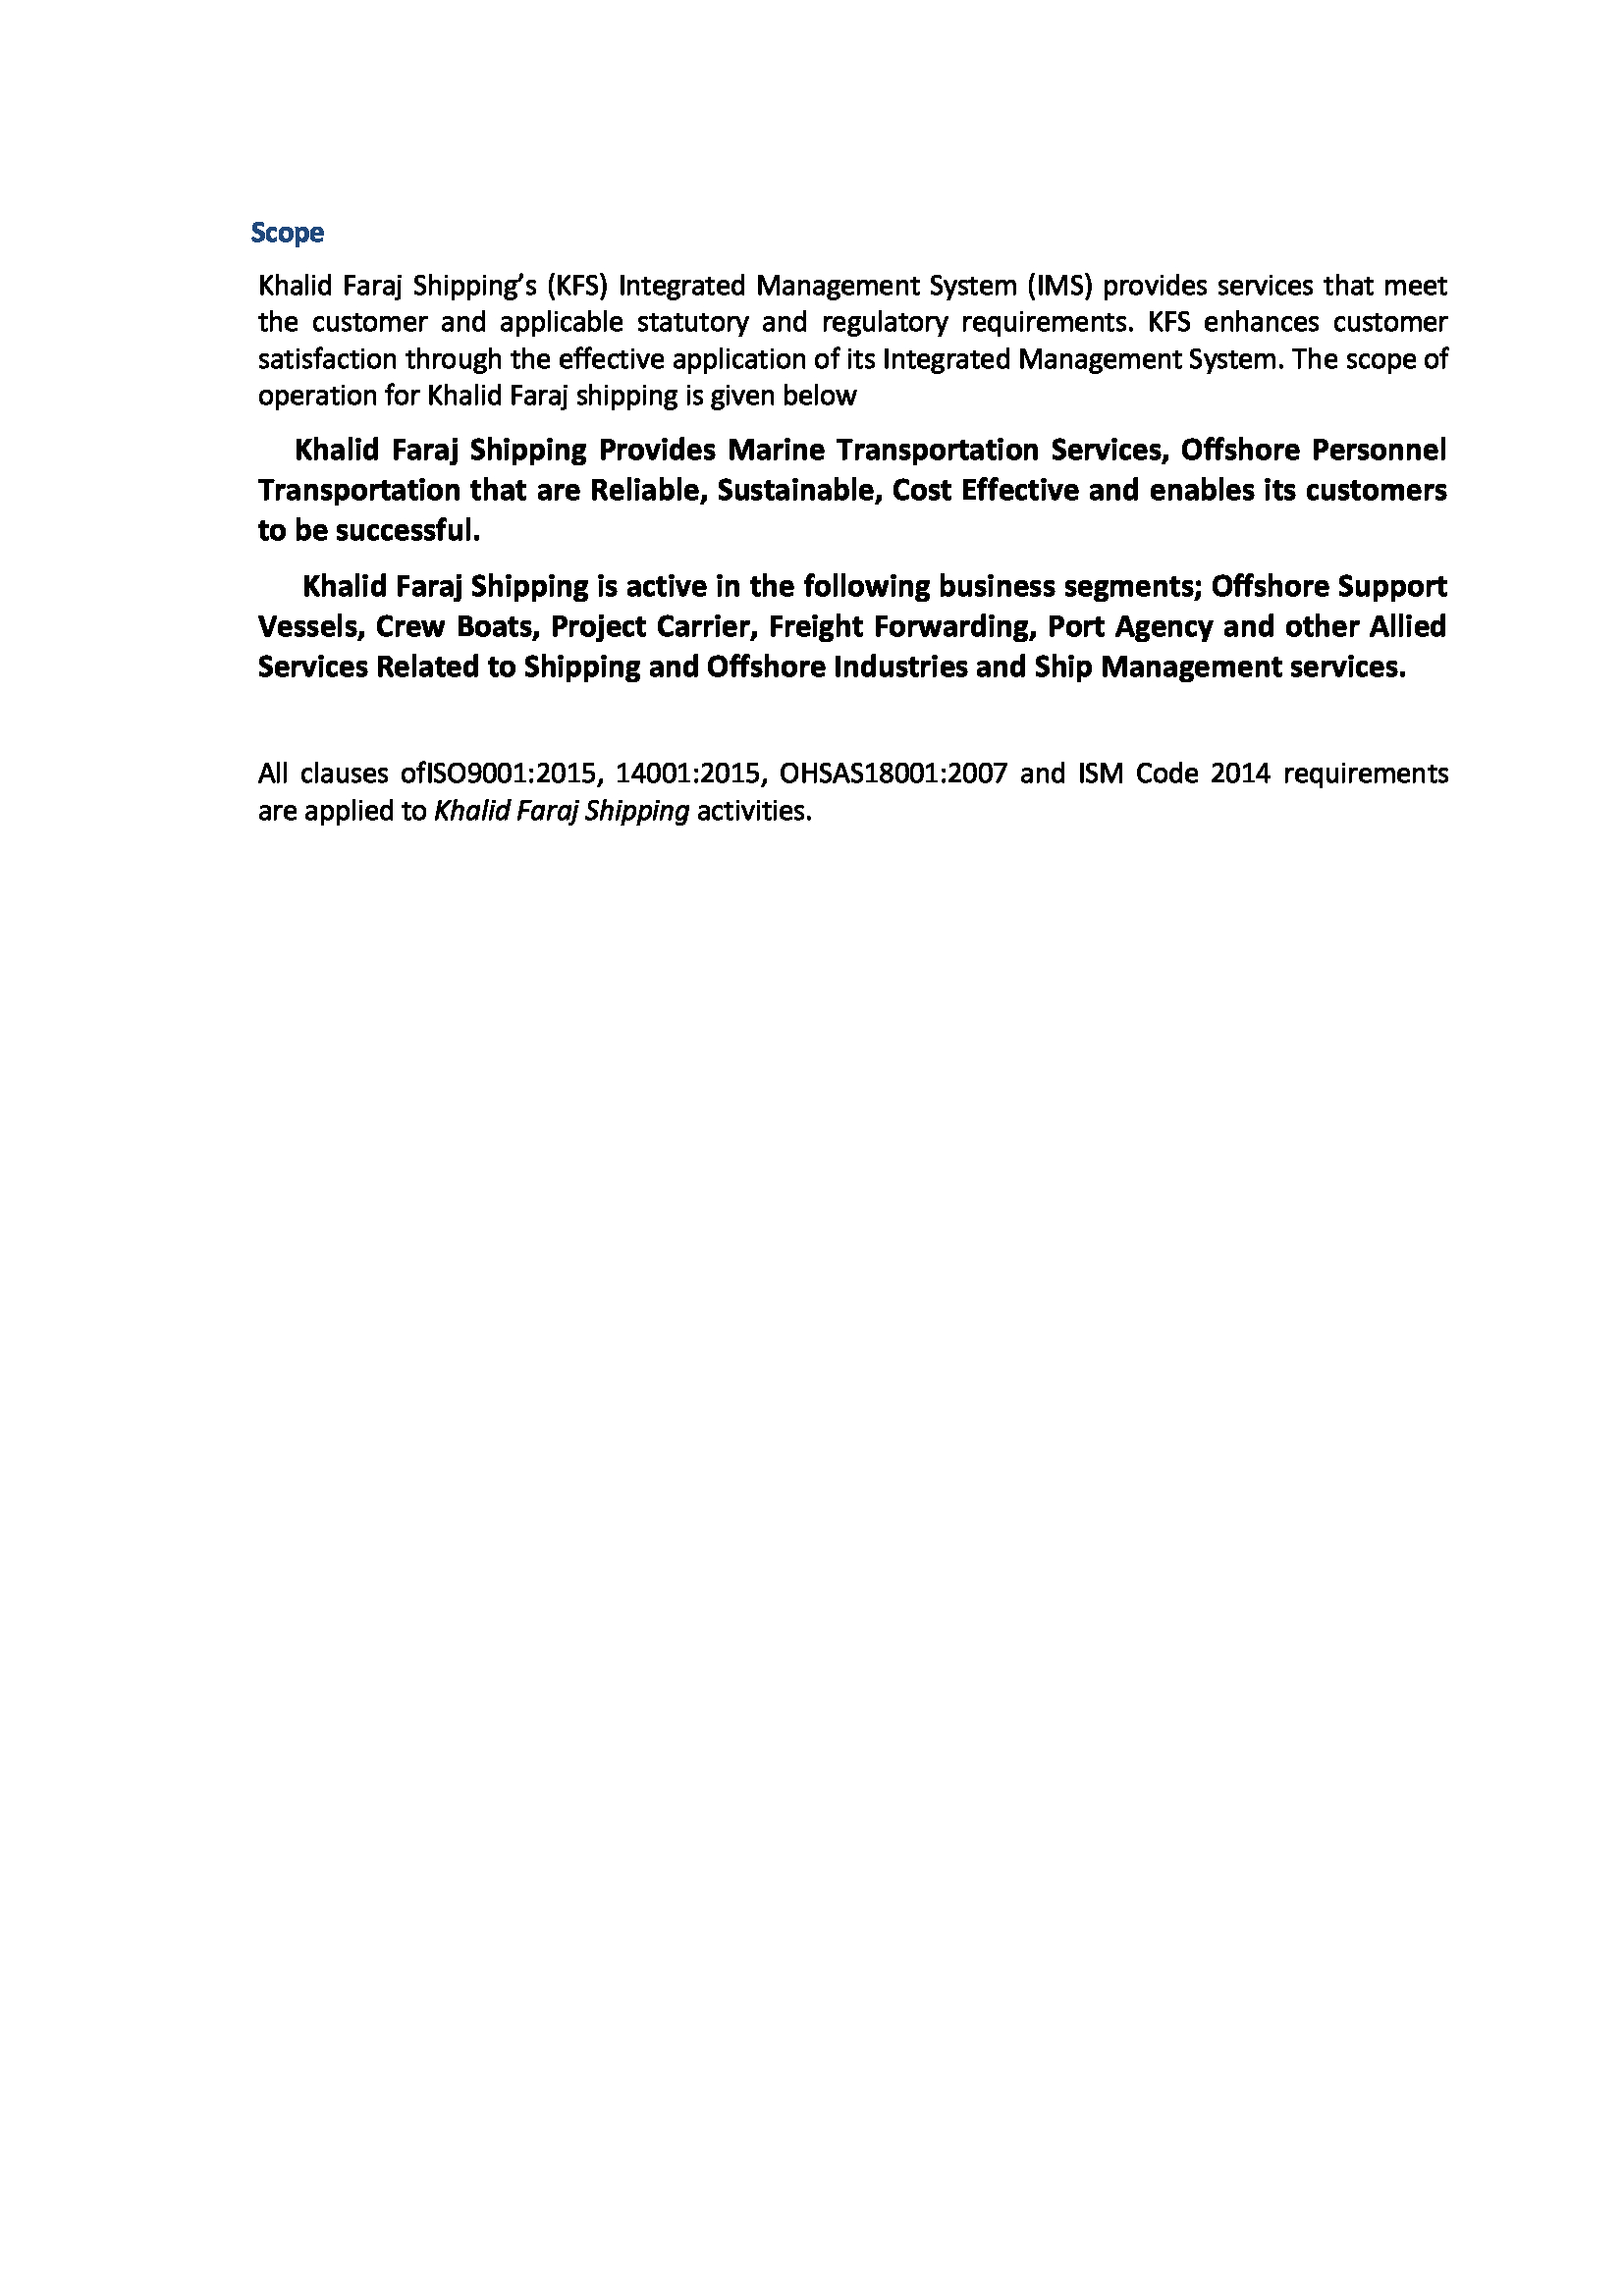 Scope
Khalid Faraj Shipping’s (KFS) Integrated Management System (IMS) provides services that meet
the customer and applicable statutory and regulatory requirements. KFS enhances customer
satisfaction through the effective application of its Integrated Management System. The scope of
operation for Khalid Faraj shipping is given below
Khalid Faraj Shipping Provides Marine Transportation Services, Offshore Personnel
Transportation that are Reliable, Sustainable, Cost Effective and enables its customers
to be successful.
Khalid Faraj Shipping is active in the following business segments; Offshore Support
Vessels, Crew Boats, Project Carrier, Freight Forwarding, Port Agency and other Allied
Services Related to Shipping and Offshore Industries and Ship Management services.
All clauses ofISO9001:2015, 14001:2015, OHSAS18001:2007 and ISM Code 2014 requirements
are applied to Khalid Faraj Shipping activities.